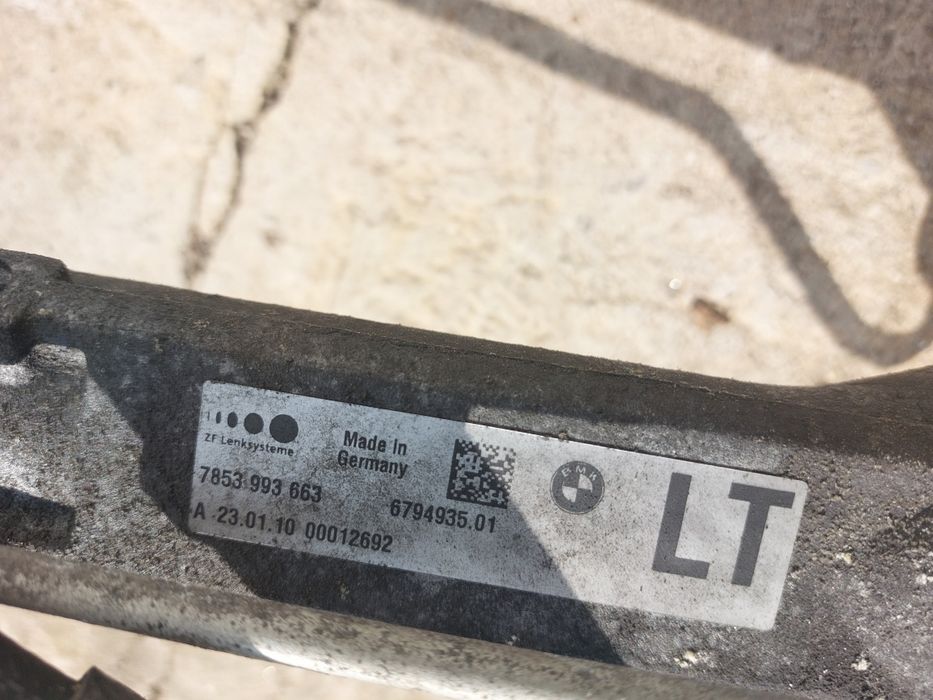 ZF Lenksysteme
Made in
Germany
7853 993 663
6794935.01
A 23.01.10 00012692
BMW
LT